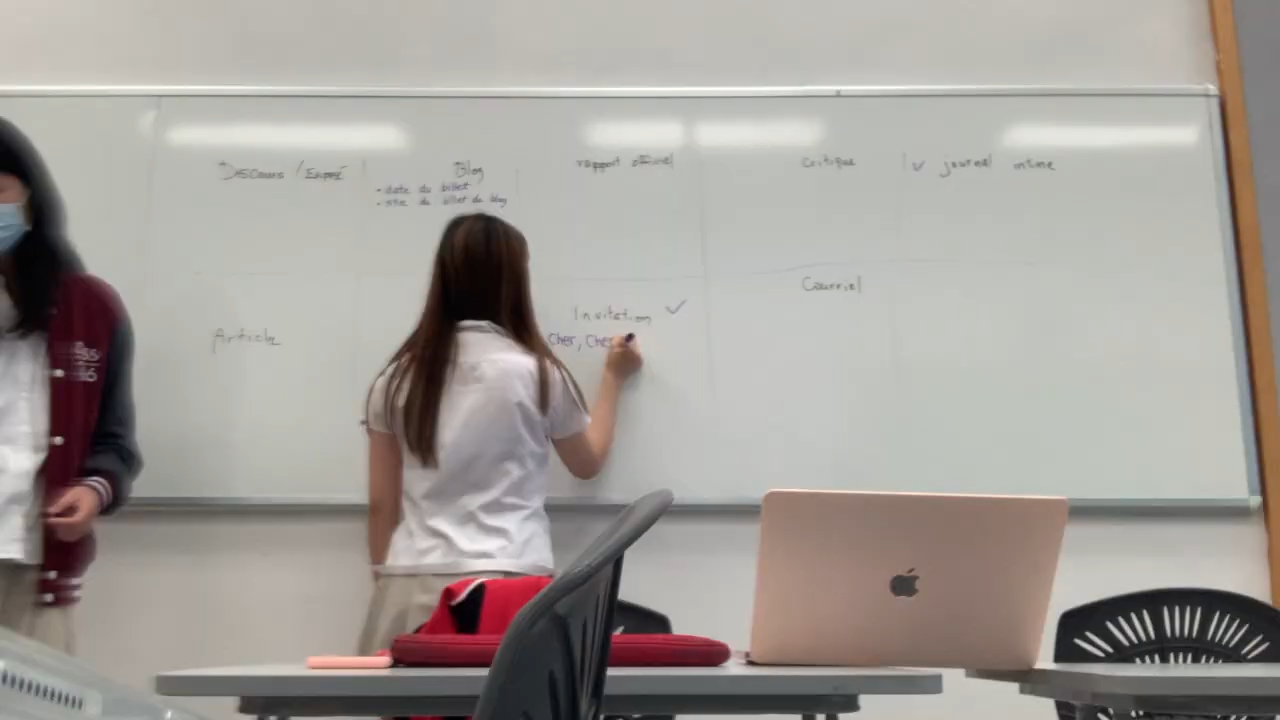 Discours / Exposé
Blog
• date du billet
• titre du billet de blog
rapport officiel
Critique
✓ journal intime
Article
Invitation ✓
Cher, Cher
Courriel